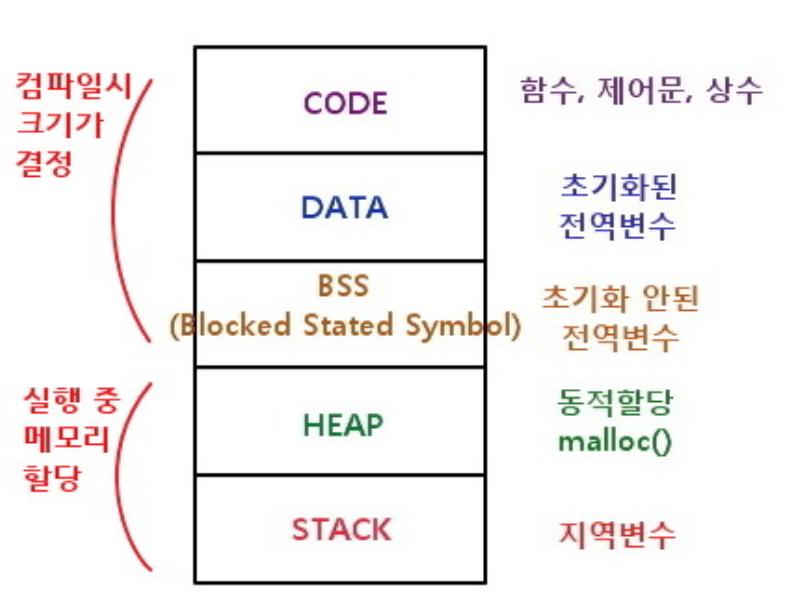 컴파일시
크기가
결정
CODE
함수, 제어문, 상수
DATA
초기화된
전역변수
BSS
(Blocked Stated Symbol)
초기화 안된
전역변수
실행 중
메모리
할당
HEAP
동적할당
malloc()
STACK
지역변수